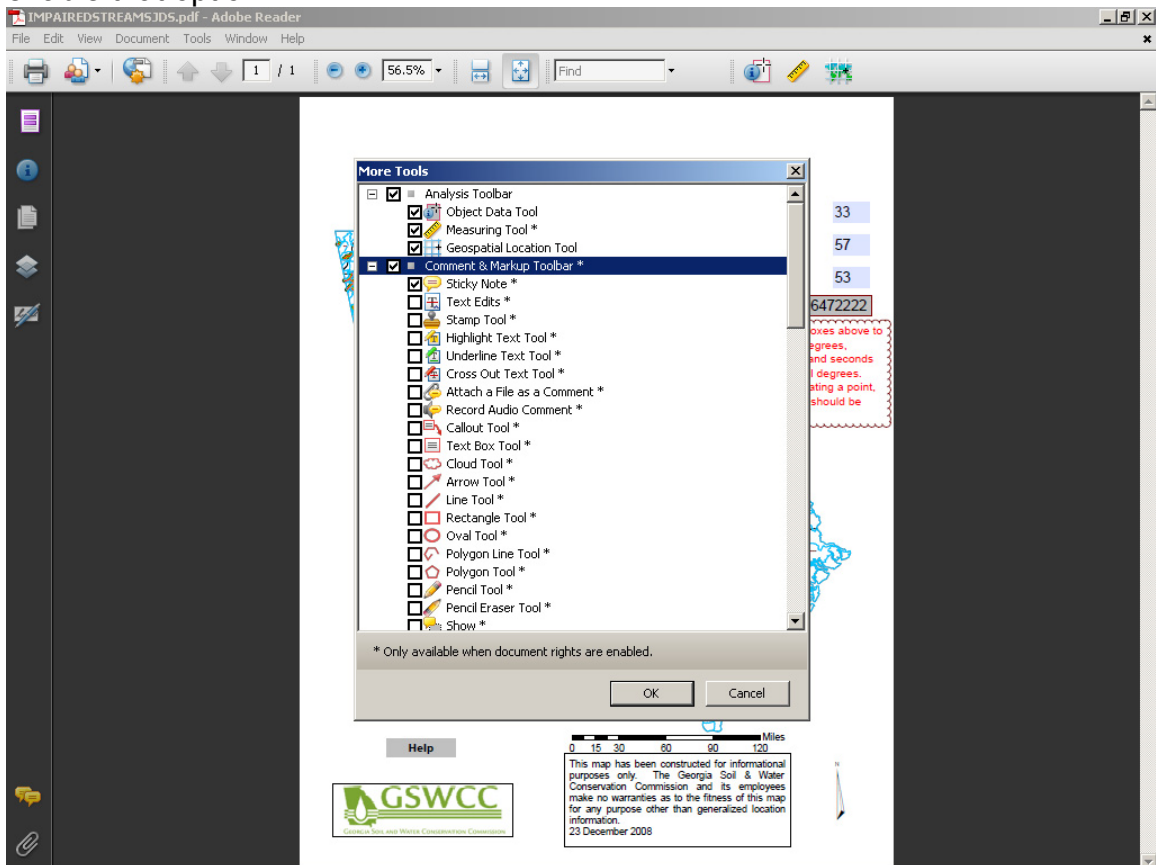 IMPAIREDSTREAMSJDS.pdf - Adobe Reader
File Edit View Document Tools Window Help
1 / 1 56.5% Find
More Tools
Analysis Toolbar
Object Data Tool
Measuring Tool *
Geospatial Location Tool
Comment & Markup Toolbar *
Sticky Note *
Text Edits *
Stamp Tool *
Highlight Text Tool *
Underline Text Tool *
Cross Out Text Tool *
Attach a File as a Comment *
Record Audio Comment *
Callout Tool *
Text Box Tool *
Cloud Tool *
Arrow Tool *
Line Tool *
Rectangle Tool *
Oval Tool *
Polygon Line Tool *
Polygon Tool *
Pencil Tool *
Pencil Eraser Tool *
Show *
* Only available when document rights are enabled.
OK Cancel
33
57
53
6472222
oxes above to
egrees,
and seconds
l degrees.
ating a point,
should be
Help
Miles
0 15 30 60 90 120
This map has been constructed for informational
purposes only. The Georgia Soil & Water
Conservation Commission and its employees
make no warranties as to the fitness of this map
for any purpose other than generalized location
information.
23 December 2008
N
GSWCC
GEORGIA SOIL AND WATER CONSERVATION COMMISSION